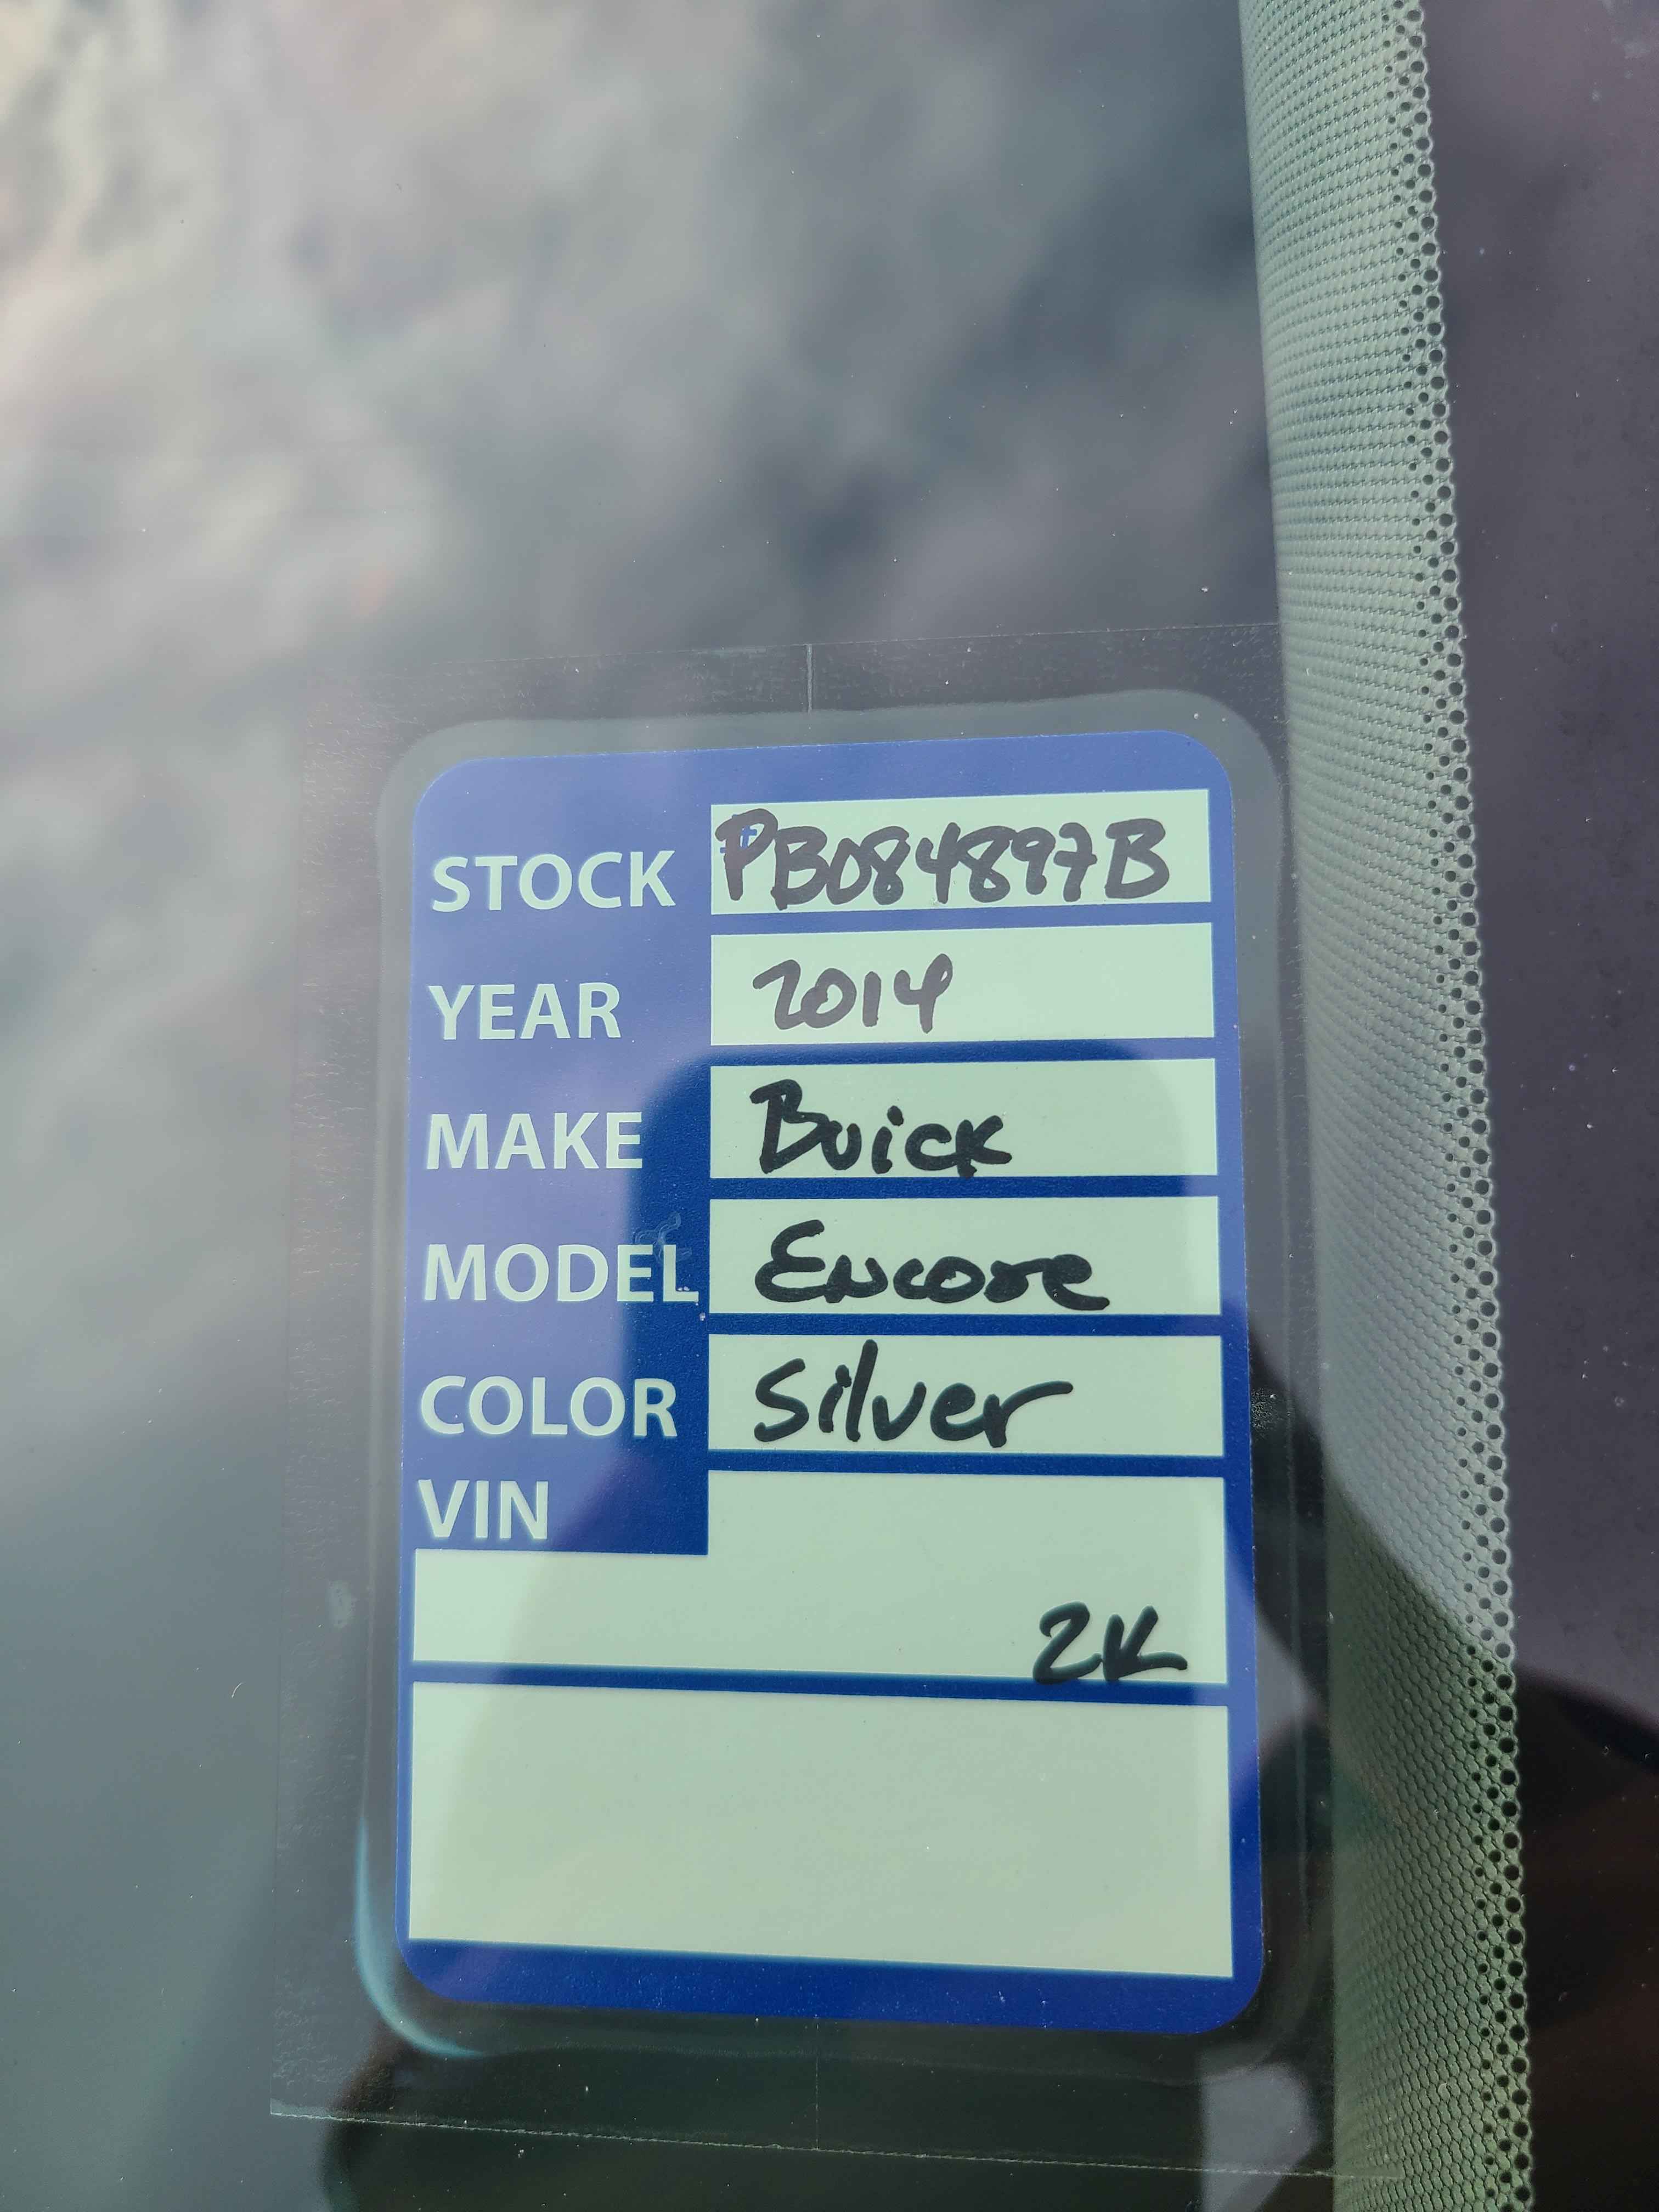 STOCK #PB084897B
YEAR 2014
MAKE Buick
MODEL Encore
COLOR Silver
VIN
2K